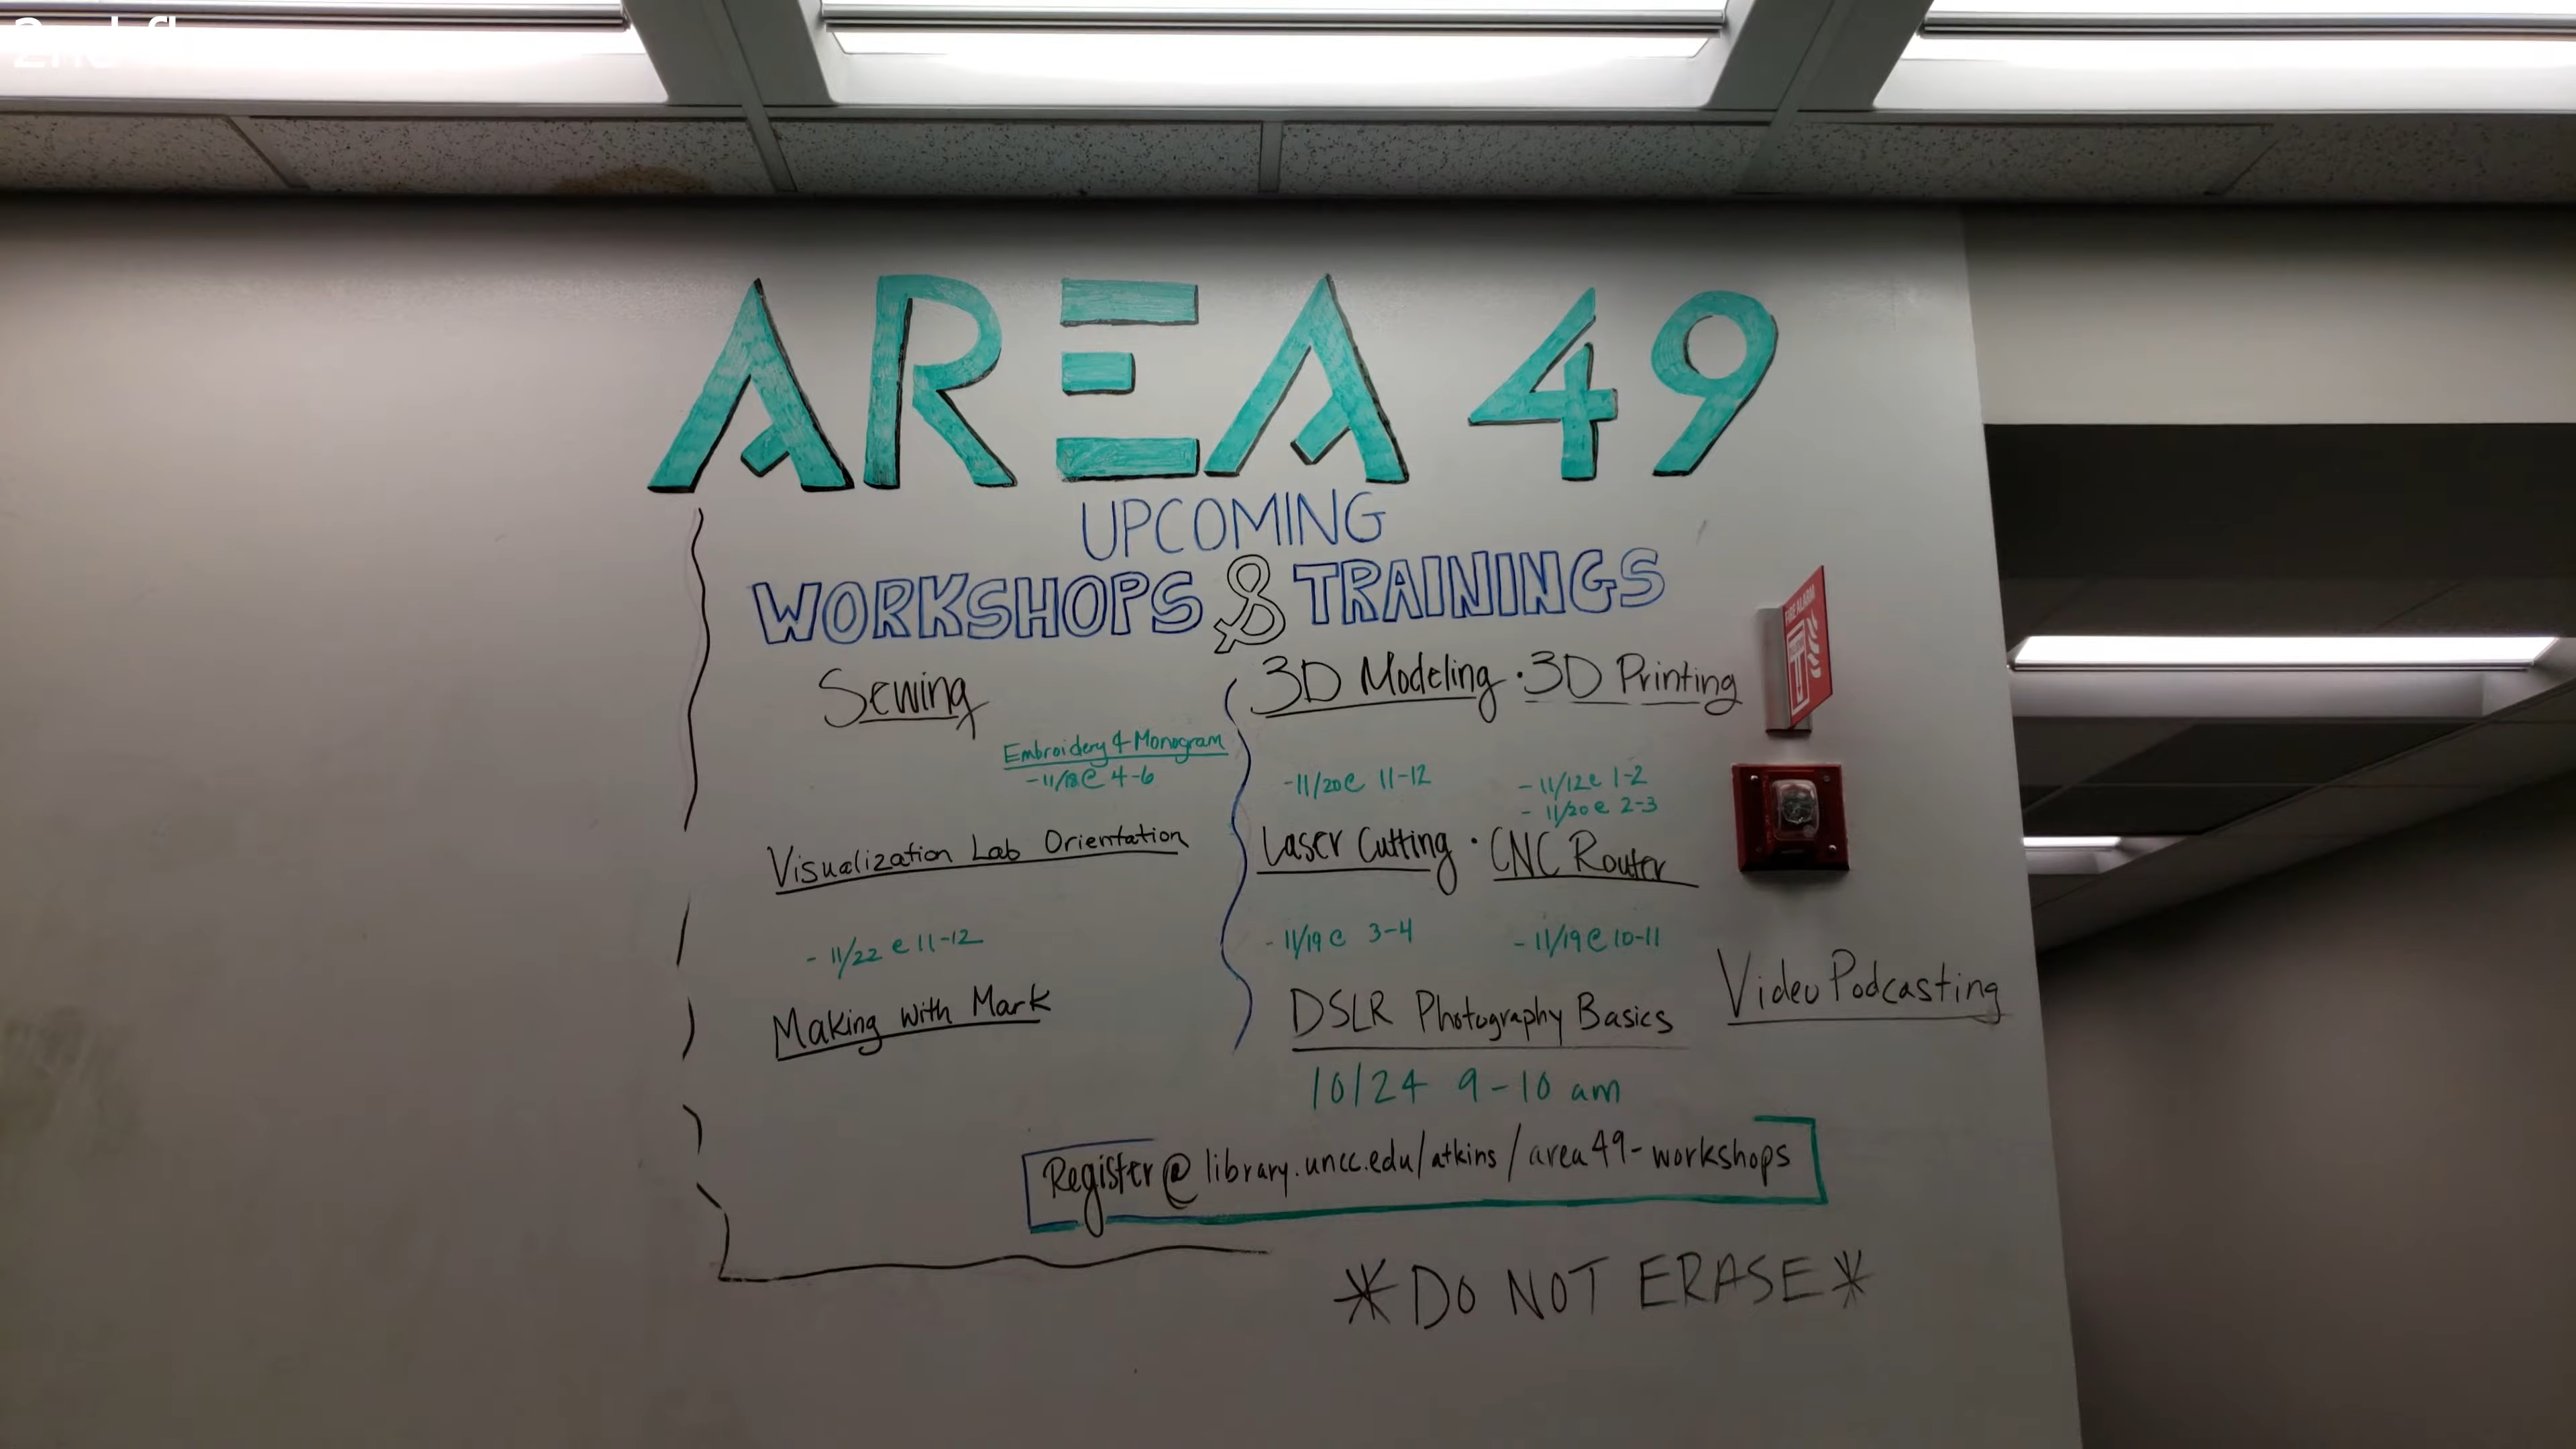 AREA 49
UPCOMING
WORKSHOPS & TRAININGS
Sewing
Embroidery & Monogram
- 11/18 @ 4-6
Visualization Lab Orientation
- 11/22 @ 11-12
Making with Mark
3D Modeling · 3D Printing
- 11/20 @ 11-12
- 11/12 @ 1-2
- 11/20 @ 2-3
Laser Cutting · CNC Router
- 11/19 @ 3-4
- 11/19 @ 10-11
DSLR Photography Basics
10/24 9-10 am
Video Podcasting
Register @ library.uncc.edu/atkins/area49-workshops
*DO NOT ERASE*
FIRE ALARM